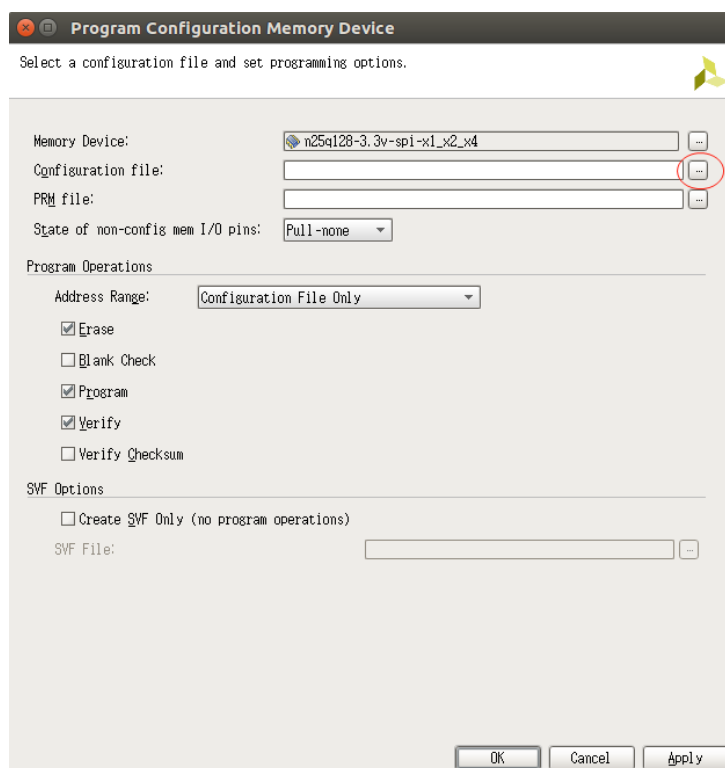 Program Configuration Memory Device
Select a configuration file and set programming options.
Memory Device: n25q128-3.3v-spi-x1_x2_x4 ...
Configuration file: ...
PRM file: ...
State of non-config mem I/O pins: Pull-none
Program Operations
Address Range: Configuration File Only
Erase
Blank Check
Program
Verify
Verify Checksum
SVF Options
Create SVF Only (no program operations)
SVF File: ...
OK Cancel Apply